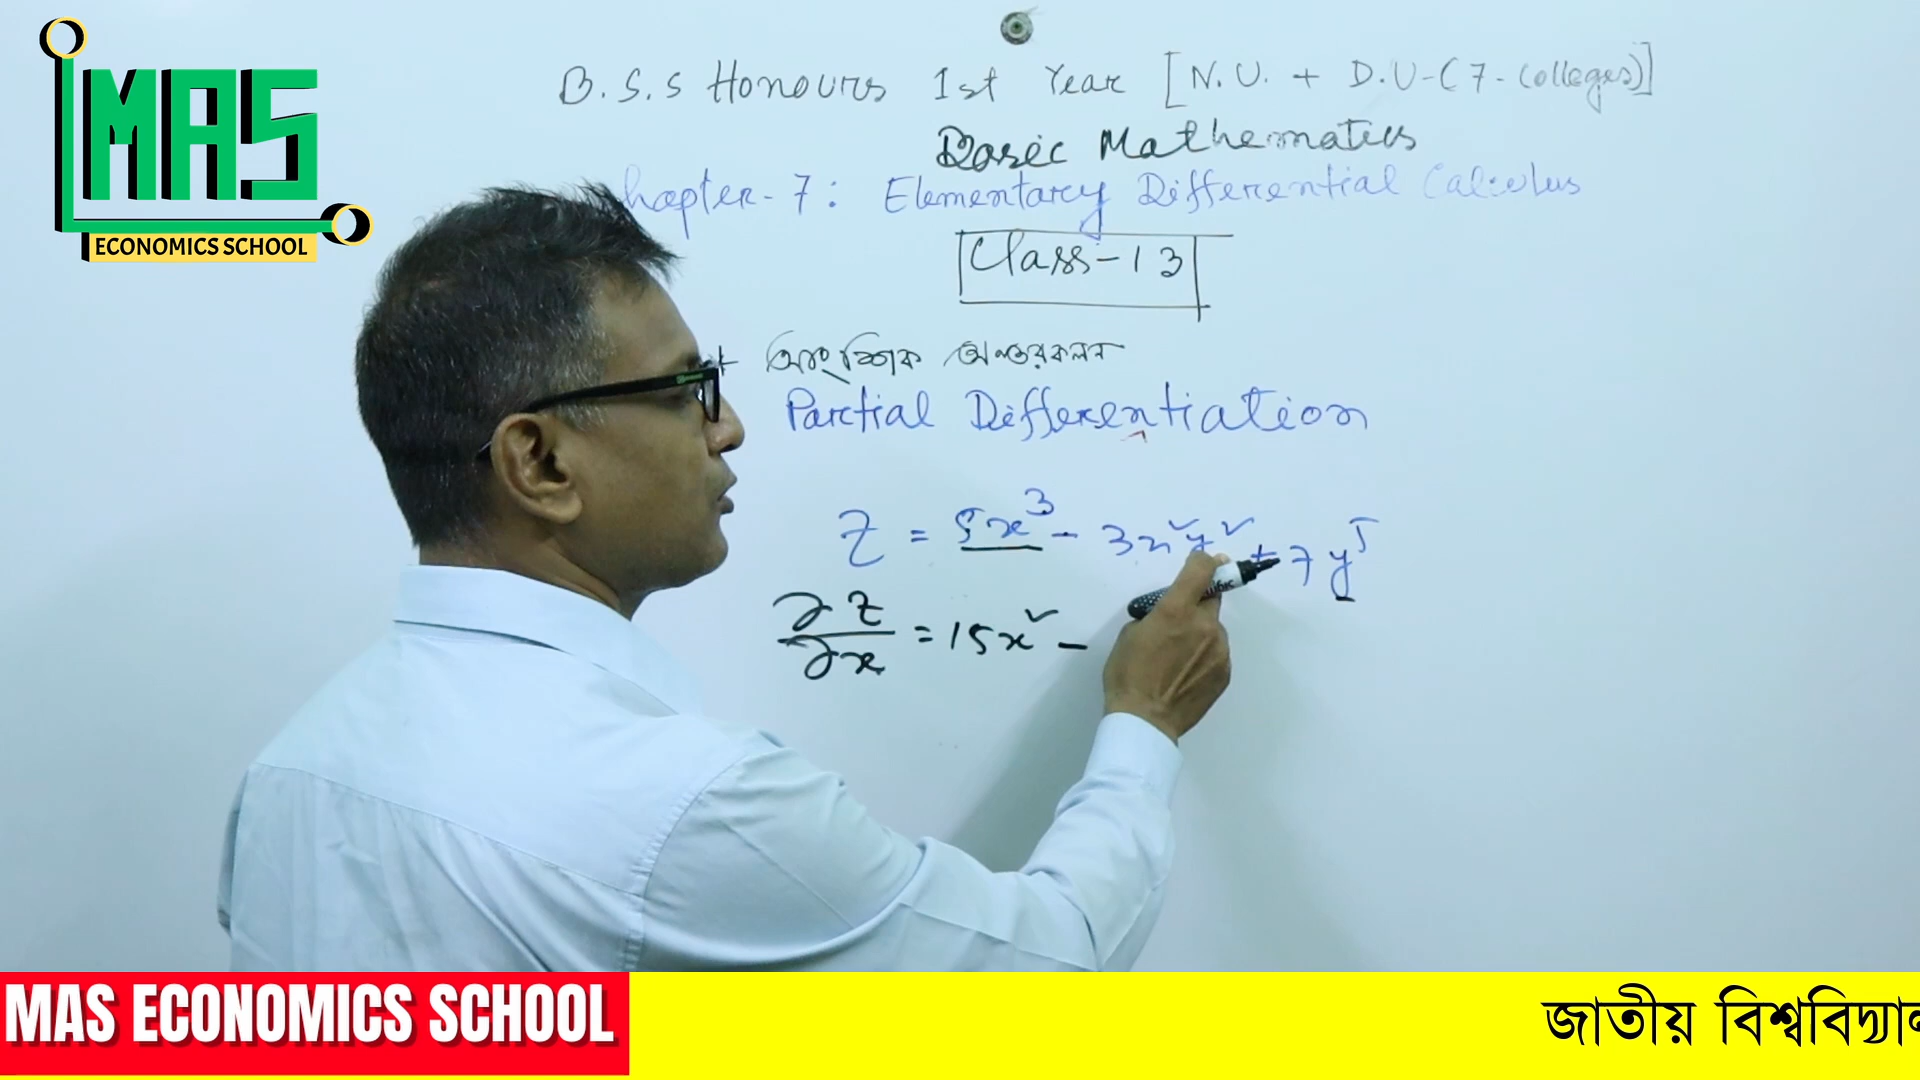 MAS
ECONOMICS SCHOOL
B.S.S Honours 1st Year [N.U. + D.U-(7-Colleges)]
Basic Mathematics
hapter-7: Elementary Differential Calculus
Class-13
* আংশিক অন্তরকলন
Partial Differentiation
Z = 5x³ - 3x²y² + 7y⁵
∂Z/∂x = 15x² -
MAS ECONOMICS SCHOOL
জাতীয় বিশ্ববিদ্যাল